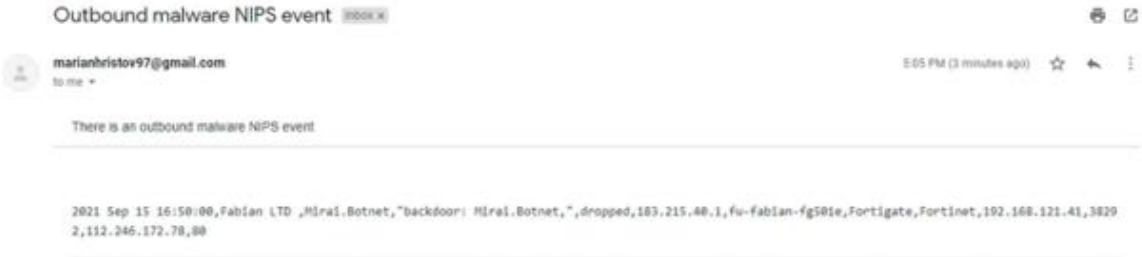 Outbound malware NIPS event Inbox x
marianhristov97@gmail.com
5:05 PM (3 minutes ago)
to me
There is an outbound malware NIPS event
2021 Sep 15 16:50:00,Fabian LTD ,Mirai.Botnet,"backdoor: Mirai.Botnet,",dropped,183.215.40.1,fw-fabian-fg501e,Fortigate,Fortinet,192.168.121.41,3829
2,112.246.172.78,80